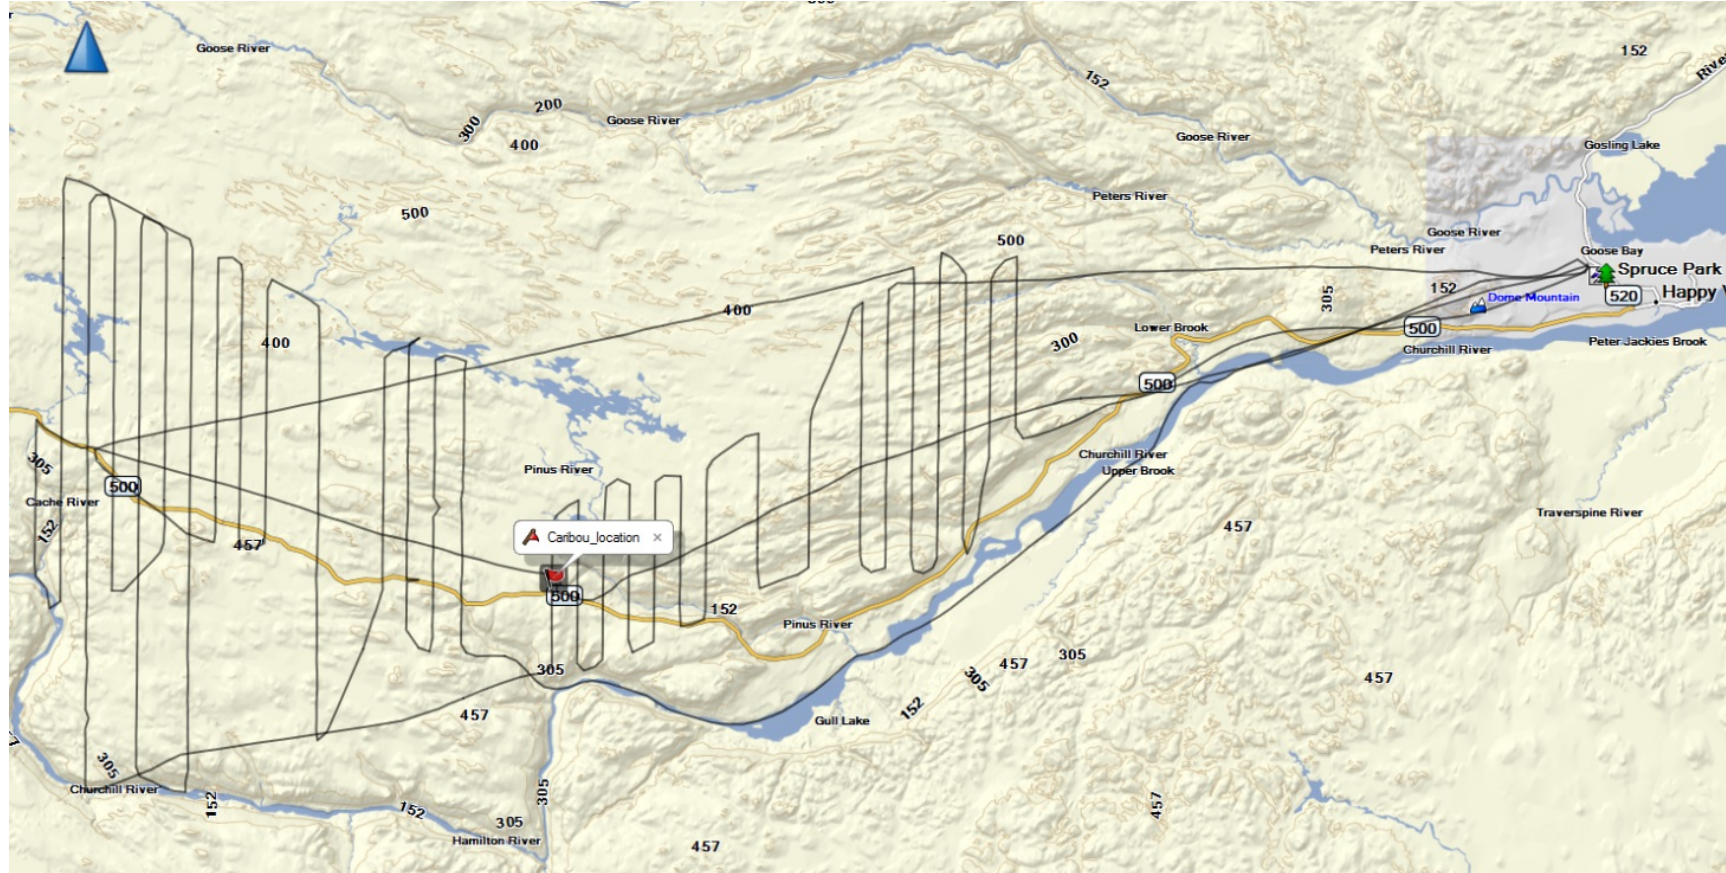 Goose River
152
200
300
Goose River
152
400
Goose River
Gosling Lake
Peters River
500
500
Goose River
Peters River
Goose Bay
Spruce Park
152
Dome Mountain
520
Happy V
305
400
Lower Brook
500
400
300
Churchill River
Peter Jackies Brook
500
305
Churchill River
Pinus River
Upper Brook
500
Cache River
Traverspine River
152
457
Caribou_location ×
457
500
152
Pinus River
305
457
305
305
457
457
152
Gull Lake
305
Churchill River
305
152
152
457
305
Hamilton River
457